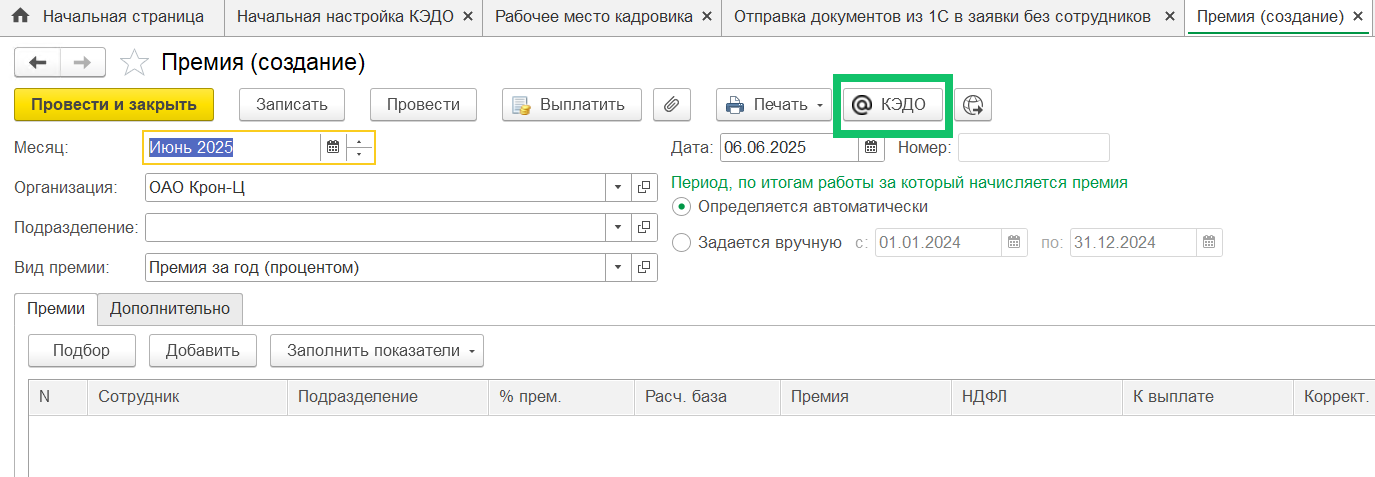 Начальная страница Начальная настройка КЭДО × Рабочее место кадровика × Отправка документов из 1С в заявки без сотрудников × Премия (создание) ×
Премия (создание)
Провести и закрыть Записать Провести Выплатить Печать КЭДО
Месяц: Июнь 2025 Дата: 06.06.2025 Номер:
Организация: ОАО Крон-Ц Период, по итогам работы за который начисляется премия
Определяется автоматически
Подразделение:
Задается вручную с: 01.01.2024 по: 31.12.2024
Вид премии: Премия за год (процентом)
Премии Дополнительно
Подбор Добавить Заполнить показатели
N Сотрудник Подразделение % прем. Расч. база Премия НДФЛ К выплате Коррект.